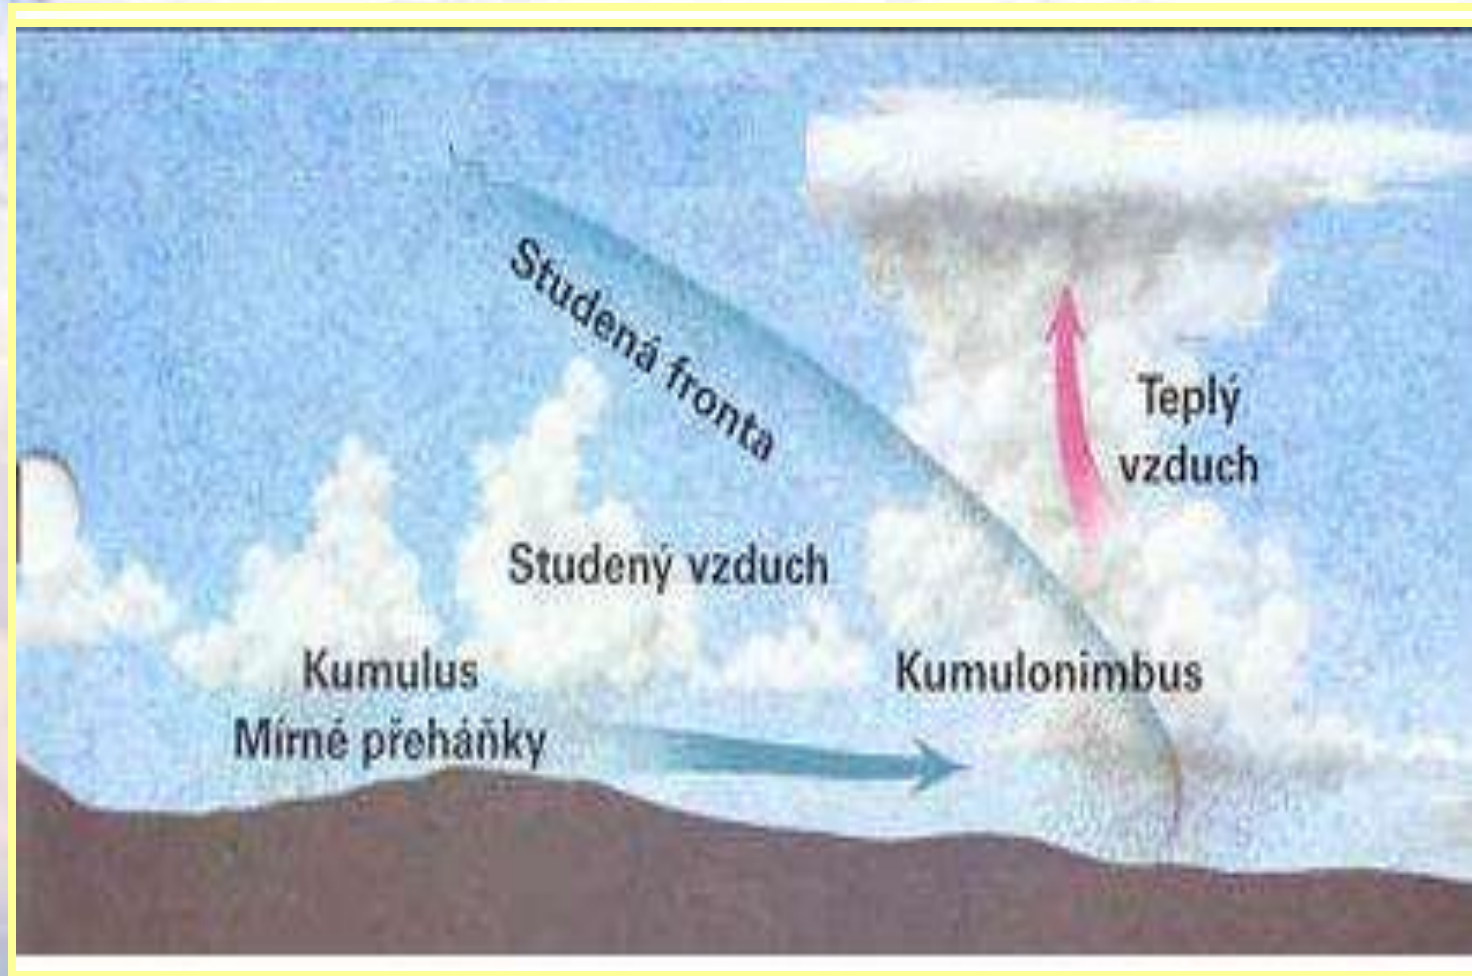 Studená fronta
Teplý
vzduch
Studený vzduch
Kumulus
Mírné přeháňky
Kumulonimbus